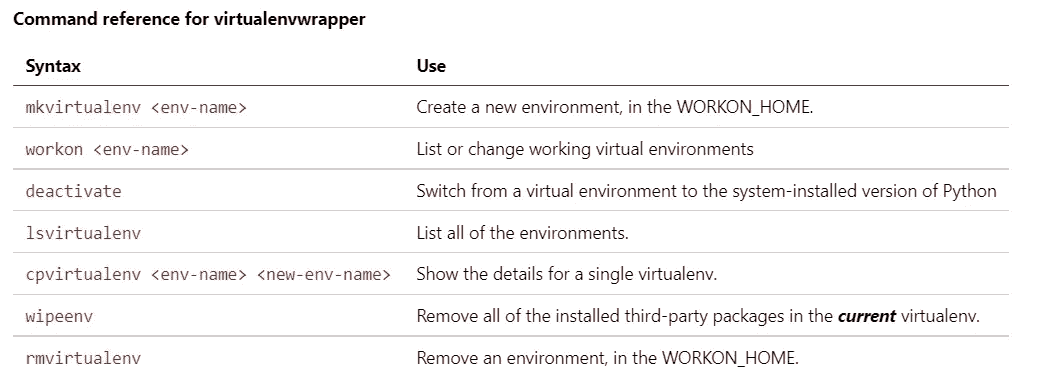 Command reference for virtualenvwrapper
Syntax Use
mkvirtualenv <env-name> Create a new environment, in the WORKON_HOME.
workon <env-name> List or change working virtual environments
deactivate Switch from a virtual environment to the system-installed version of Python
lsvirtualenv List all of the environments.
cpvirtualenv <env-name> <new-env-name> Show the details for a single virtualenv.
wipeenv Remove all of the installed third-party packages in the current virtualenv.
rmvirtualenv Remove an environment, in the WORKON_HOME.